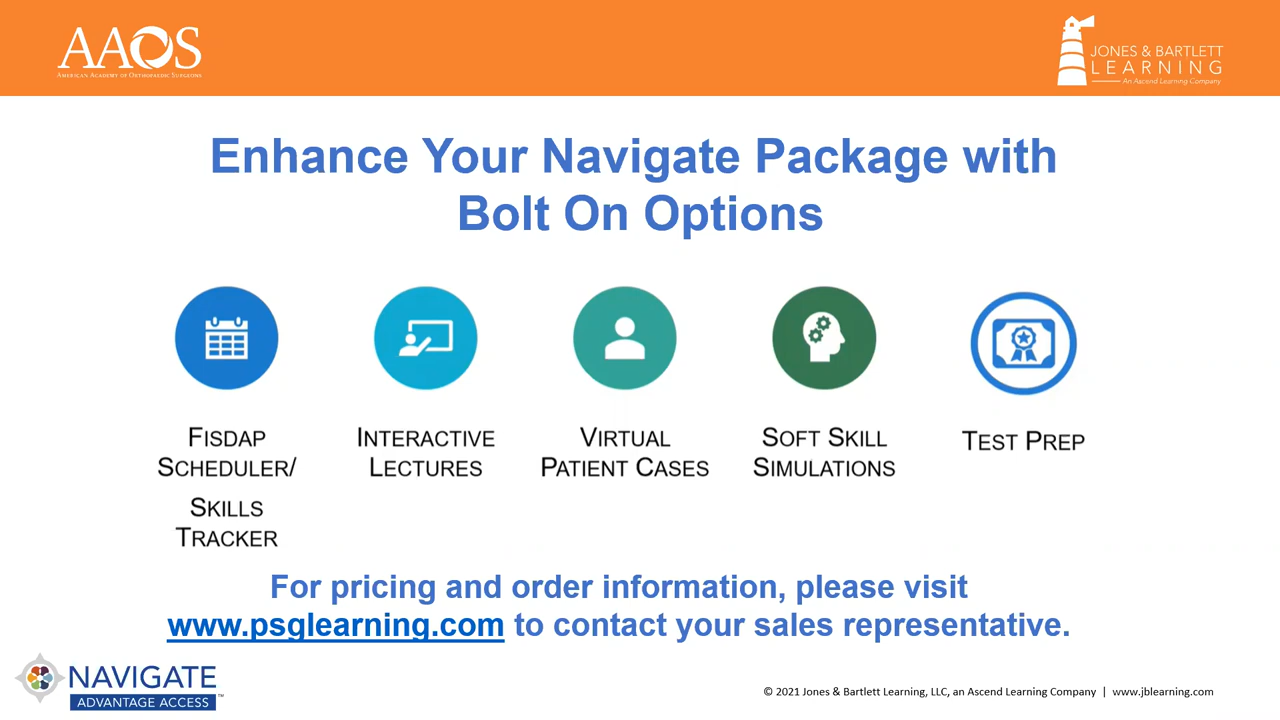 AAOS
AMERICAN ACADEMY OF ORTHOPAEDIC SURGEONS
JONES & BARTLETT
LEARNING
An Ascend Learning Company
Enhance Your Navigate Package with
Bolt On Options
FISDAP
SCHEDULER/
SKILLS
TRACKER
INTERACTIVE
LECTURES
VIRTUAL
PATIENT CASES
SOFT SKILL
SIMULATIONS
TEST PREP
For pricing and order information, please visit
www.psglearning.com to contact your sales representative.
NAVIGATE
ADVANTAGE ACCESS™
© 2021 Jones & Bartlett Learning, LLC, an Ascend Learning Company | www.jblearning.com